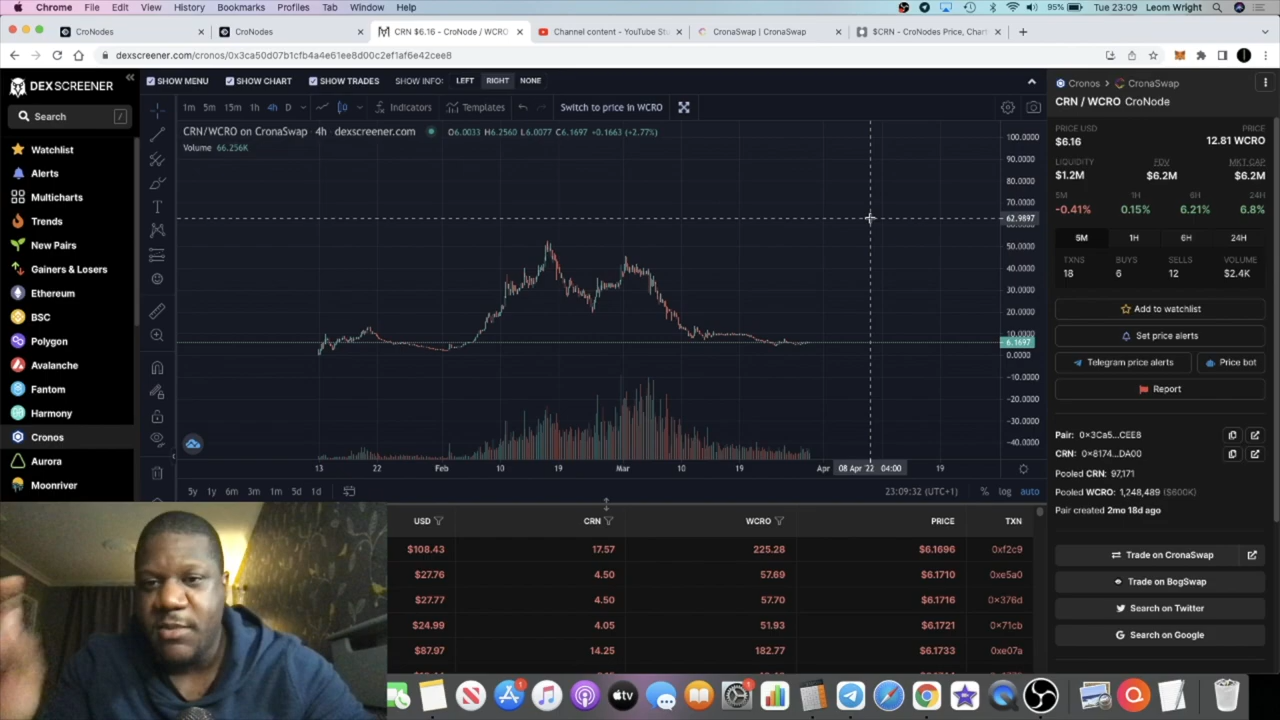 Chrome File Edit View History Bookmarks Profiles Tab Window Help 95% Tue 23:09 Leom Wright
CroNodes CroNodes CRN $6.16 - CroNode / WCRO Channel content - YouTube St CronaSwap | CronaSwap $CRN - CroNodes Price, Chart
dexscreener.com/cronos/0x3ca50d07b1cfb4a4e61ee8d00c2ef1af6e42cee8
DEXSCREENER
Search /
Watchlist
Alerts
Multicharts
Trends
New Pairs
Gainers & Losers
Ethereum
BSC
Polygon
Avalanche
Fantom
Harmony
Cronos
Aurora
Moonriver
SHOW MENU SHOW CHART SHOW TRADES SHOW INFO: LEFT RIGHT NONE
1m 5m 15m 1h 4h D Indicators Templates Switch to price in WCRO
CRN/WCRO on CronaSwap 4h dexscreener.com O6.0033 H6.2560 L6.0077 C6.1697 +0.1663 (+2.77%)
Volume 66.256K
100.0000
90.0000
80.0000
70.0000
62.9897
50.0000
40.0000
30.0000
20.0000
10.0000
6.1697
0.0000
-10.0000
-20.0000
-30.0000
-40.0000
13 22 Feb 10 19 Mar 10 19 Apr 08 Apr '22 04:00 19
5y 1y 6m 3m 1m 5d 1d 23:09:32 (UTC+1) % log auto
USD CRN WCRO PRICE TXN
$108.43 17.57 225.28 $6.1696 0xf2c9
$27.76 4.50 57.69 $6.1710 0xe5a0
$27.77 4.50 57.70 $6.1716 0x376d
$24.99 4.05 51.93 $6.1721 0x71cb
$87.97 14.25 182.77 $6.1733 0xe07a
Cronos CronaSwap
CRN / WCRO CroNode
PRICE USD PRICE
$6.16 12.81 WCRO
LIQUIDITY FDV MKT CAP
$1.2M $6.2M $6.2M
5M 1H 6H 24H
-0.41% 0.15% 6.21% 6.8%
5M 1H 6H 24H
TXNS BUYS SELLS VOLUME
18 6 12 $2.4K
Add to watchlist
Set price alerts
Telegram price alerts Price bot
Report
Pair: 0x3Ca5...CEE8
CRN: 0x8174...DA00
Pooled CRN: 97,171
Pooled WCRO: 1,248,489 ($600K)
Pair created 2mo 18d ago
Trade on CronaSwap
Trade on BogSwap
Search on Twitter
Search on Google
tv